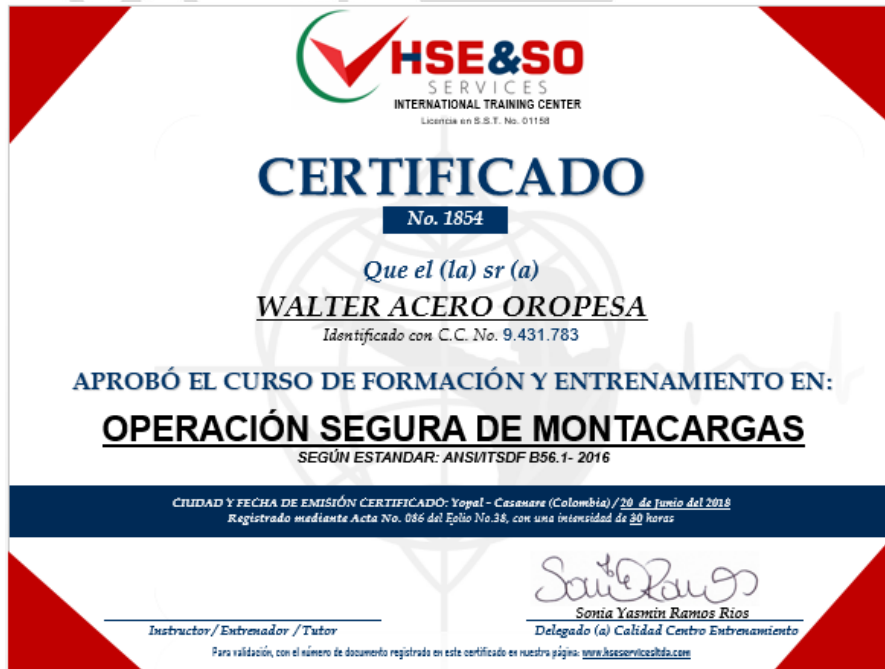 HSE&SO
SERVICES
INTERNATIONAL TRAINING CENTER
Licencia en S.S.T. No. 01158
CERTIFICADO
No. 1854
Que el (la) sr (a)
WALTER ACERO OROPESA
Identificado con C.C. No. 9.431.783
APROBÓ EL CURSO DE FORMACIÓN Y ENTRENAMIENTO EN:
OPERACIÓN SEGURA DE MONTACARGAS
SEGÚN ESTANDAR: ANSI/ITSDF B56.1- 2016
CIUDAD Y FECHA DE EMISIÓN CERTIFICADO: Yopal – Casanare (Colombia) / 20 de Junio del 2018
Registrado mediante Acta No. 086 del Folio No.38, con una intensidad de 30 horas
Sonia Yasmin Ramos Rios
Instructor / Entrenador / Tutor
Delegado (a) Calidad Centro Entrenamiento
Para validación, con el número de documento registrado en este certificado en nuestra página: www.hseservicesltda.com